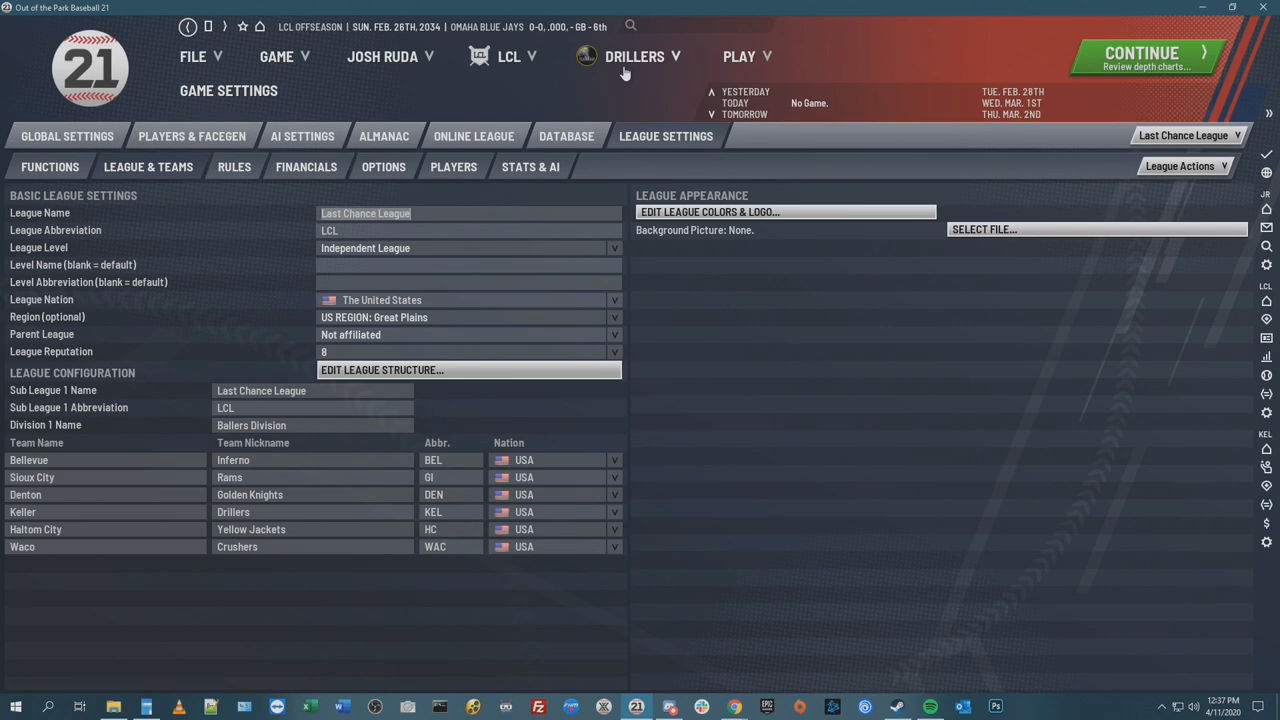 Out of the Park Baseball 21
LCL OFFSEASON | SUN. FEB. 26TH, 2034 | OMAHA BLUE JAYS 0-0, .000, - GB - 6th
21
FILE GAME JOSH RUDA LCL DRILLERS PLAY
CONTINUE
Review depth charts...
GAME SETTINGS
YESTERDAY TUE. FEB. 28TH
TODAY No Game. WED. MAR. 1ST
TOMORROW THU. MAR. 2ND
GLOBAL SETTINGS PLAYERS & FACEGEN AI SETTINGS ALMANAC ONLINE LEAGUE DATABASE LEAGUE SETTINGS Last Chance League
FUNCTIONS LEAGUE & TEAMS RULES FINANCIALS OPTIONS PLAYERS STATS & AI League Actions
BASIC LEAGUE SETTINGS LEAGUE APPEARANCE
League Name Last Chance League EDIT LEAGUE COLORS & LOGO...
League Abbreviation LCL Background Picture: None. SELECT FILE...
League Level Independent League
Level Name (blank = default)
Level Abbreviation (blank = default)
League Nation The United States
Region (optional) US REGION: Great Plains
Parent League Not affiliated
League Reputation 8
LEAGUE CONFIGURATION EDIT LEAGUE STRUCTURE...
Sub League 1 Name Last Chance League
Sub League 1 Abbreviation LCL
Division 1 Name Ballers Division
Team Name Team Nickname Abbr. Nation
Bellevue Inferno BEL USA
Sioux City Rams GI USA
Denton Golden Knights DEN USA
Keller Drillers KEL USA
Haltom City Yellow Jackets HC USA
Waco Crushers WAC USA
JR
LCL
KEL
12:37 PM
4/11/2020